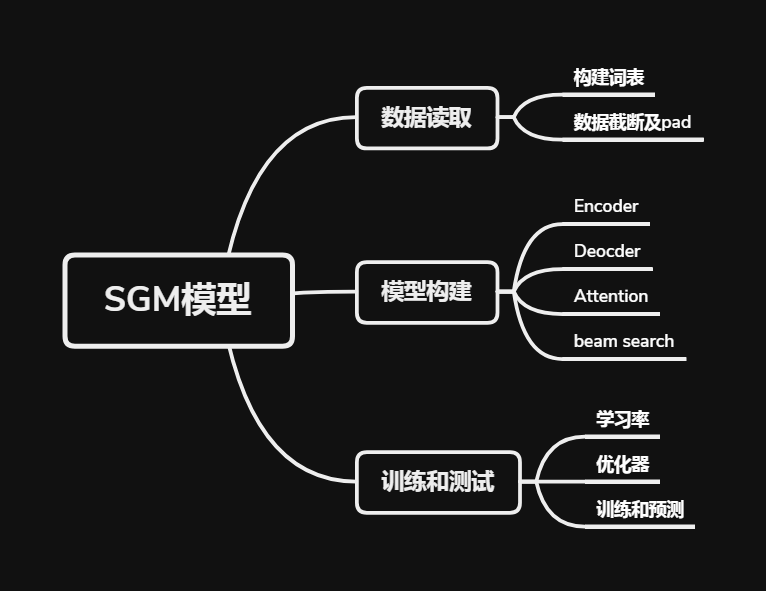 SGM模型
数据读取
构建词表
数据截断及pad
模型构建
Encoder
Deocder
Attention
beam search
训练和测试
学习率
优化器
训练和预测